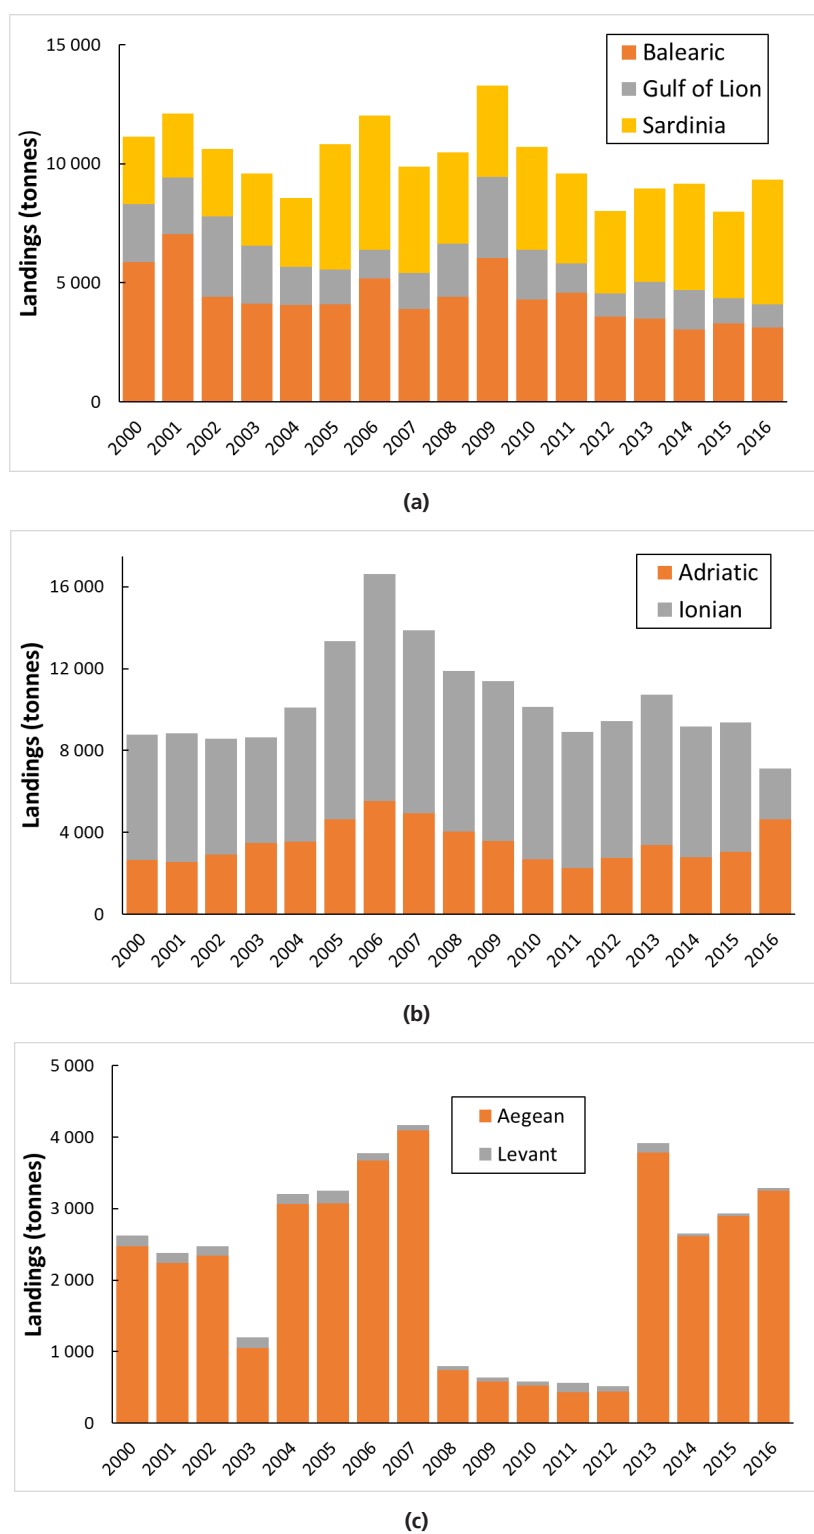 15 000
10 000
5 000
0
Landings (tonnes)
Balearic
Gulf of Lion
Sardinia
2000 2001 2002 2003 2004 2005 2006 2007 2008 2009 2010 2011 2012 2013 2014 2015 2016
(a)
16 000
12 000
8 000
4 000
0
Landings (tonnes)
Adriatic
Ionian
2000 2001 2002 2003 2004 2005 2006 2007 2008 2009 2010 2011 2012 2013 2014 2015 2016
(b)
5 000
4 000
3 000
2 000
1 000
0
Landings (tonnes)
Aegean
Levant
2000 2001 2002 2003 2004 2005 2006 2007 2008 2009 2010 2011 2012 2013 2014 2015 2016
(c)